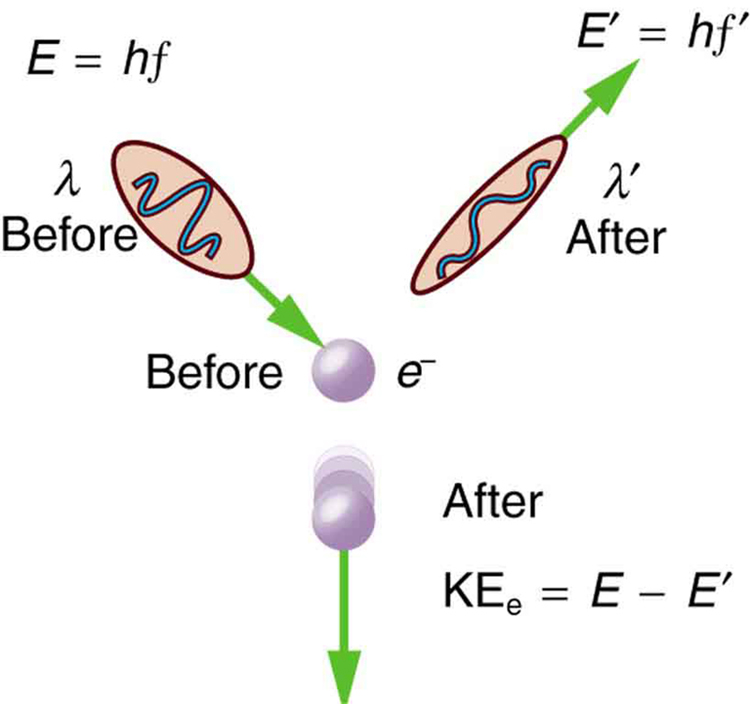 E = hf
E′ = hf′
λ
Before
λ′
After
Before
e⁻
After
KEₑ = E − E′